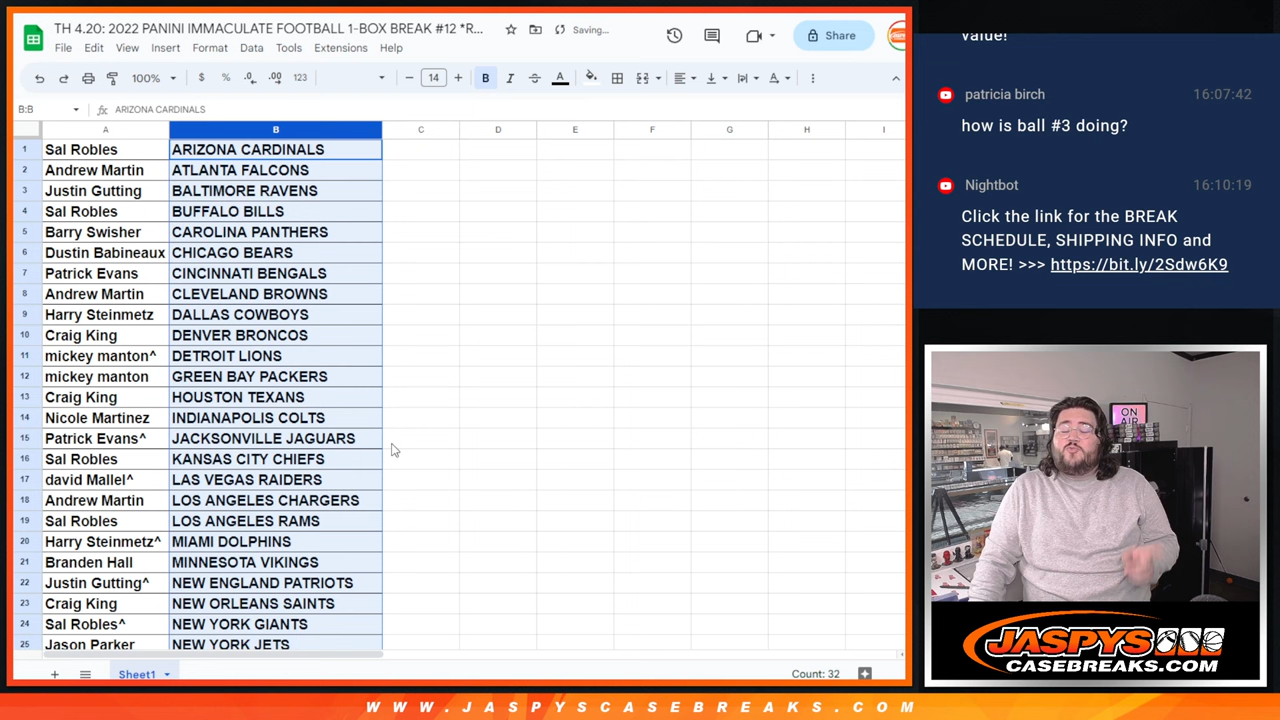 TH 4.20: 2022 PANINI IMMACULATE FOOTBALL 1-BOX BREAK #12 *R...
Saving...
File Edit View Insert Format Data Tools Extensions Help
Share
100% $ % .0 .00 123 14 B I A
B:B
fx ARIZONA CARDINALS
A B C D E F G H I
1 Sal Robles ARIZONA CARDINALS
2 Andrew Martin ATLANTA FALCONS
3 Justin Gutting BALTIMORE RAVENS
4 Sal Robles BUFFALO BILLS
5 Barry Swisher CAROLINA PANTHERS
6 Dustin Babineaux CHICAGO BEARS
7 Patrick Evans CINCINNATI BENGALS
8 Andrew Martin CLEVELAND BROWNS
9 Harry Steinmetz DALLAS COWBOYS
10 Craig King DENVER BRONCOS
11 mickey manton^ DETROIT LIONS
12 mickey manton GREEN BAY PACKERS
13 Craig King HOUSTON TEXANS
14 Nicole Martinez INDIANAPOLIS COLTS
15 Patrick Evans^ JACKSONVILLE JAGUARS
16 Sal Robles KANSAS CITY CHIEFS
17 david Mallel^ LAS VEGAS RAIDERS
18 Andrew Martin LOS ANGELES CHARGERS
19 Sal Robles LOS ANGELES RAMS
20 Harry Steinmetz^ MIAMI DOLPHINS
21 Branden Hall MINNESOTA VIKINGS
22 Justin Gutting^ NEW ENGLAND PATRIOTS
23 Craig King NEW ORLEANS SAINTS
24 Sal Robles^ NEW YORK GIANTS
25 Jason Parker NEW YORK JETS
Sheet1
Count: 32
value!
patricia birch 16:07:42
how is ball #3 doing?
Nightbot 16:10:19
Click the link for the BREAK
SCHEDULE, SHIPPING INFO and
MORE! >>> https://bit.ly/2Sdw6K9
ON
AIR
JASPYS
CASEBREAKS.COM
WWW.JASPYSCASEBREAKS.COM